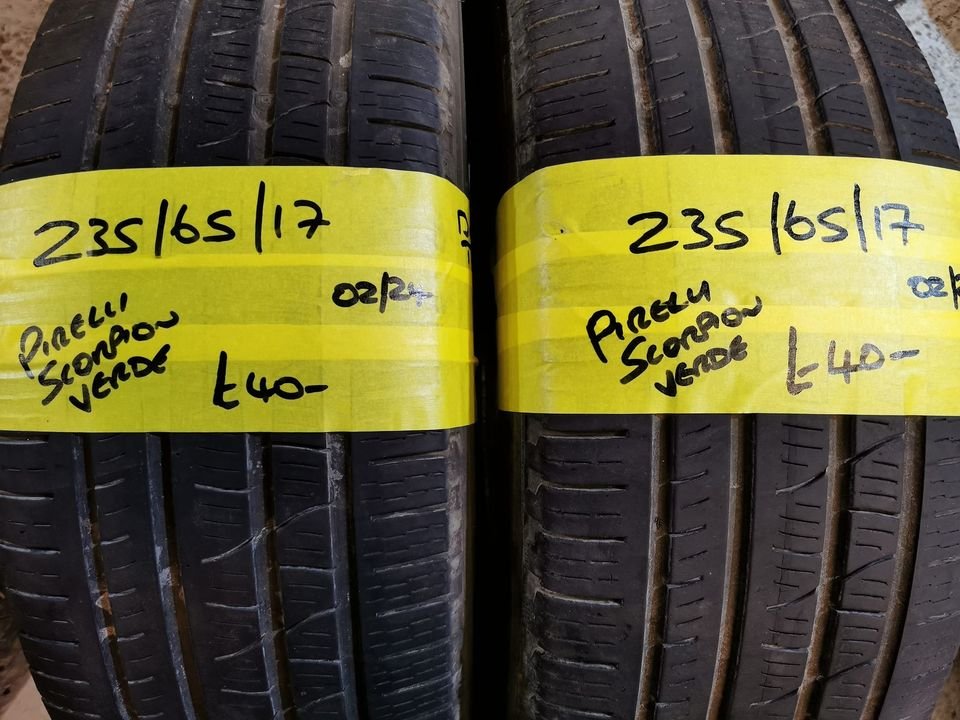 235/65/17
02/24
PIRELLI
SCORPION
VERDE
£40-
235/65/17
PIRELLI
SCORPION
VERDE
£40-